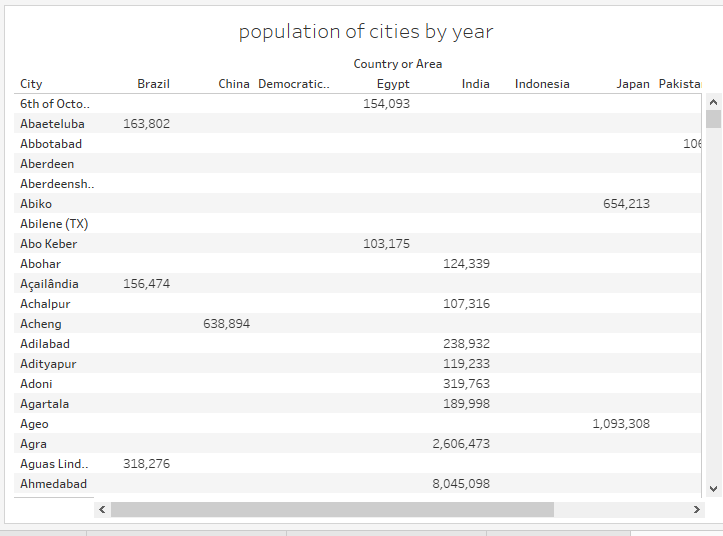 population of cities by year
Country or Area
City Brazil China Democratic.. Egypt India Indonesia Japan Pakista
6th of Octo.. 154,093
Abaeteluba 163,802
Abbotabad 106
Aberdeen
Aberdeensh..
Abiko 654,213
Abilene (TX)
Abo Keber 103,175
Abohar 124,339
Açailândia 156,474
Achalpur 107,316
Acheng 638,894
Adilabad 238,932
Adityapur 119,233
Adoni 319,763
Agartala 189,998
Ageo 1,093,308
Agra 2,606,473
Aguas Lind.. 318,276
Ahmedabad 8,045,098